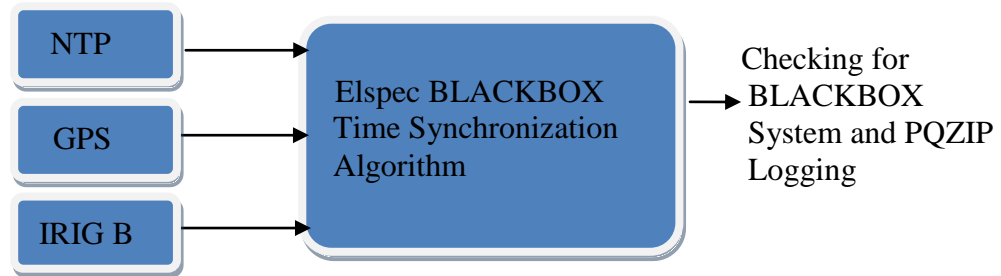 NTP
GPS
IRIG B
Elspec BLACKBOX
Time Synchronization
Algorithm
Checking for
BLACKBOX
System and PQZIP
Logging